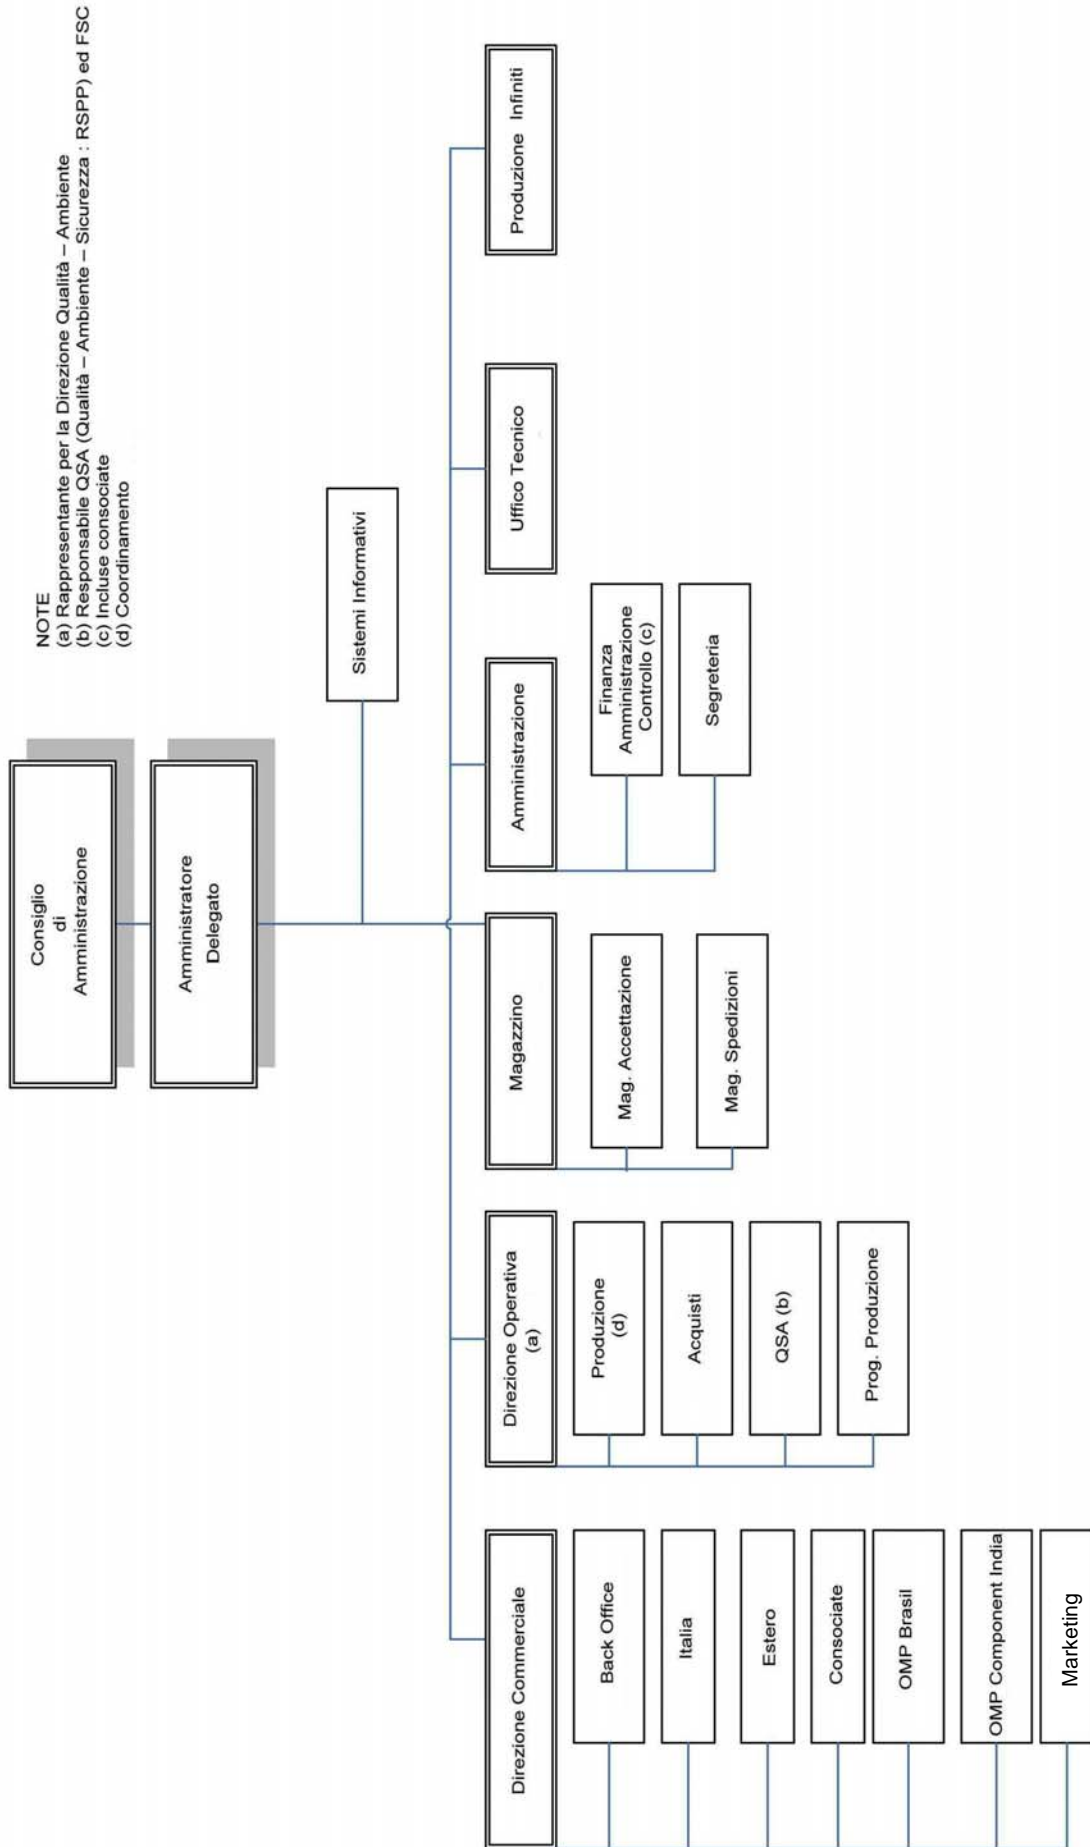 Consiglio
di
Amministrazione
Amministratore
Delegato
NOTE
(a) Rappresentante per la Direzione Qualità – Ambiente
(b) Responsabile QSA (Qualità – Ambiente – Sicurezza : RSPP) ed FSC
(c) Incluse consociate
(d) Coordinamento
Sistemi Informativi
Direzione Commerciale
Direzione Operativa
(a)
Magazzino
Amministrazione
Uffico Tecnico
Produzione Infiniti
Back Office
Italia
Estero
Consociate
OMP Brasil
OMP Component India
Marketing
Produzione
(d)
Acquisti
QSA (b)
Prog. Produzione
Mag. Accettazione
Mag. Spedizioni
Finanza
Amministrazione
Controllo (c)
Segreteria